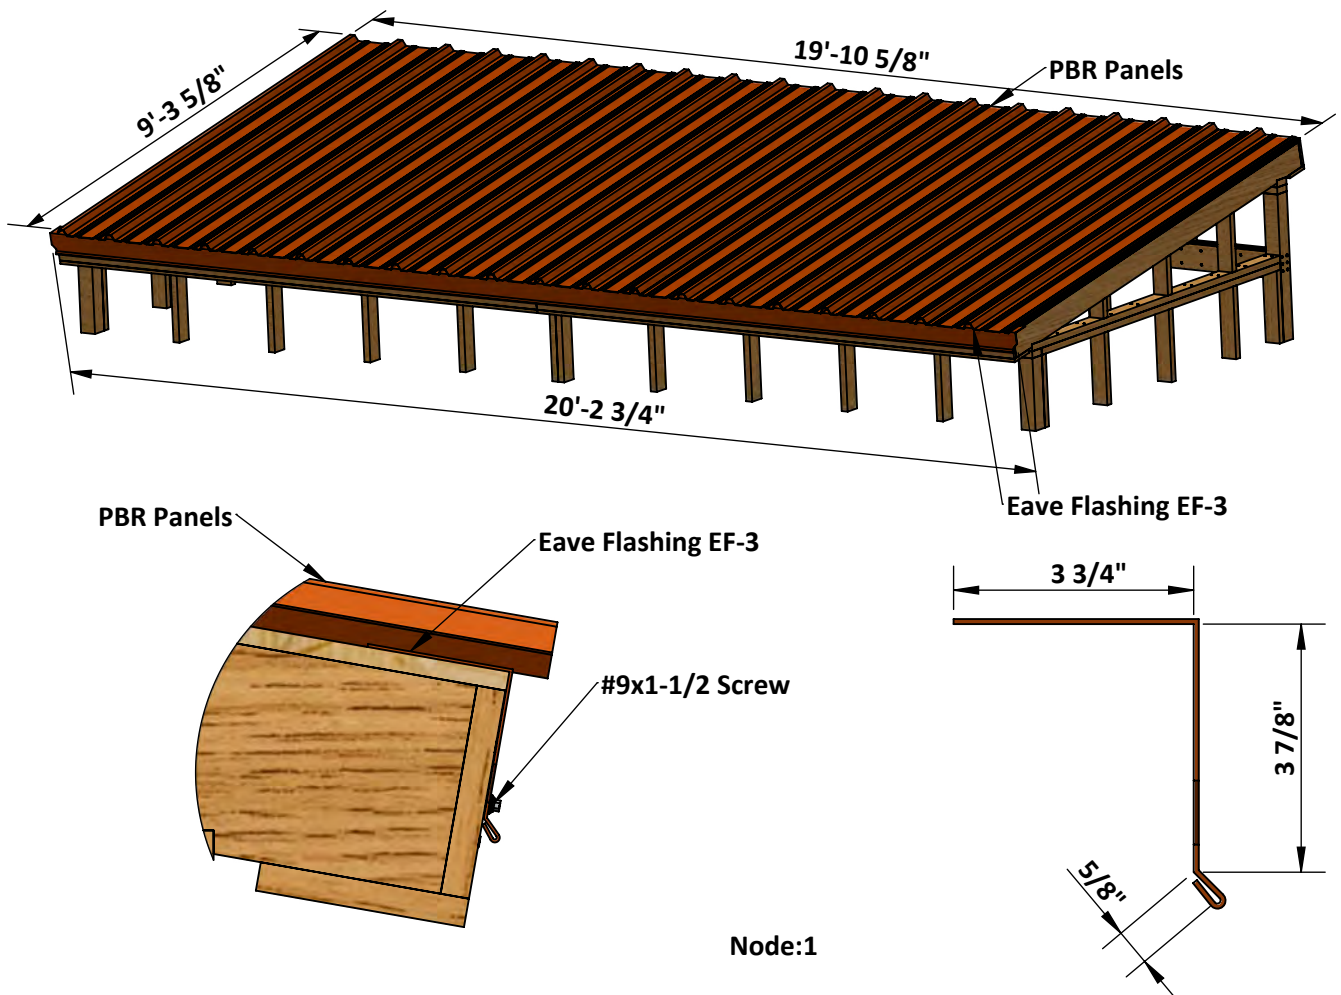 19'-10 5/8"
PBR Panels
9'-3 5/8"
20'-2 3/4"
Eave Flashing EF-3
PBR Panels
Eave Flashing EF-3
3 3/4"
#9x1-1/2 Screw
3 7/8"
5/8"
Node:1